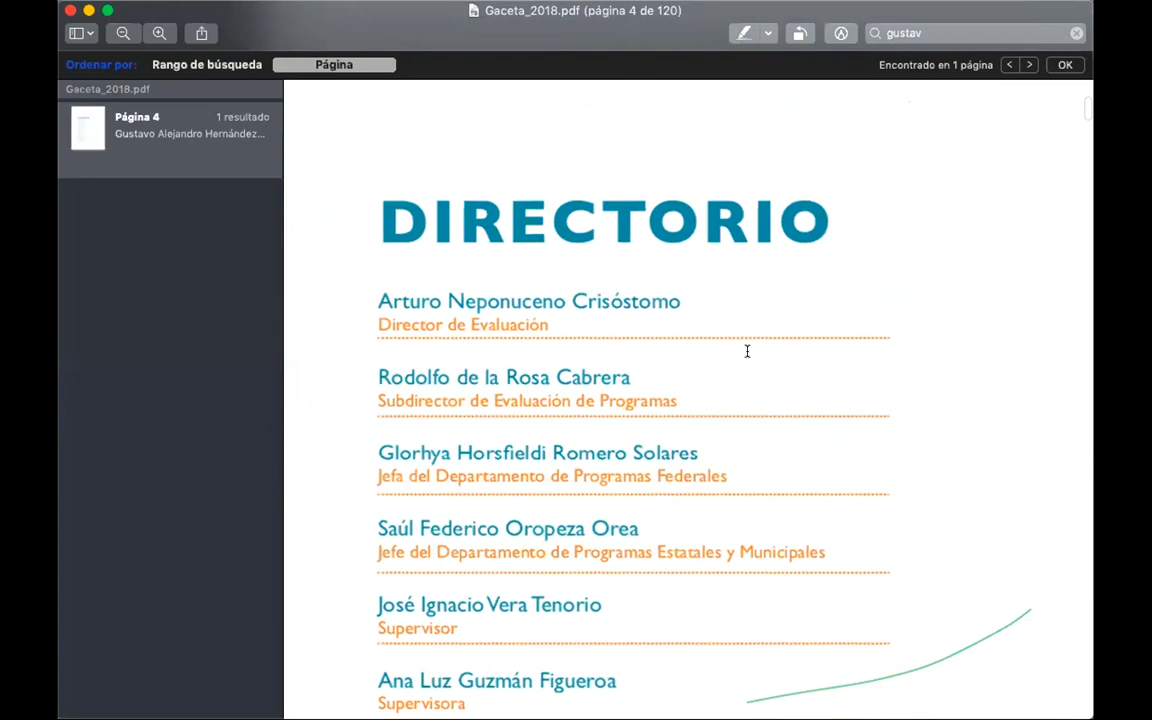 Gaceta_2018.pdf (página 4 de 120)
gustav
Ordenar por: Rango de búsqueda Página Encontrado en 1 página < > OK
Gaceta_2018.pdf
Página 4 1 resultado
Gustavo Alejandro Hernández...
DIRECTORIO
Arturo Neponuceno Crisóstomo
Director de Evaluación
Rodolfo de la Rosa Cabrera
Subdirector de Evaluación de Programas
Glorhya Horsfieldi Romero Solares
Jefa del Departamento de Programas Federales
Saúl Federico Oropeza Orea
Jefe del Departamento de Programas Estatales y Municipales
José Ignacio Vera Tenorio
Supervisor
Ana Luz Guzmán Figueroa
Supervisora